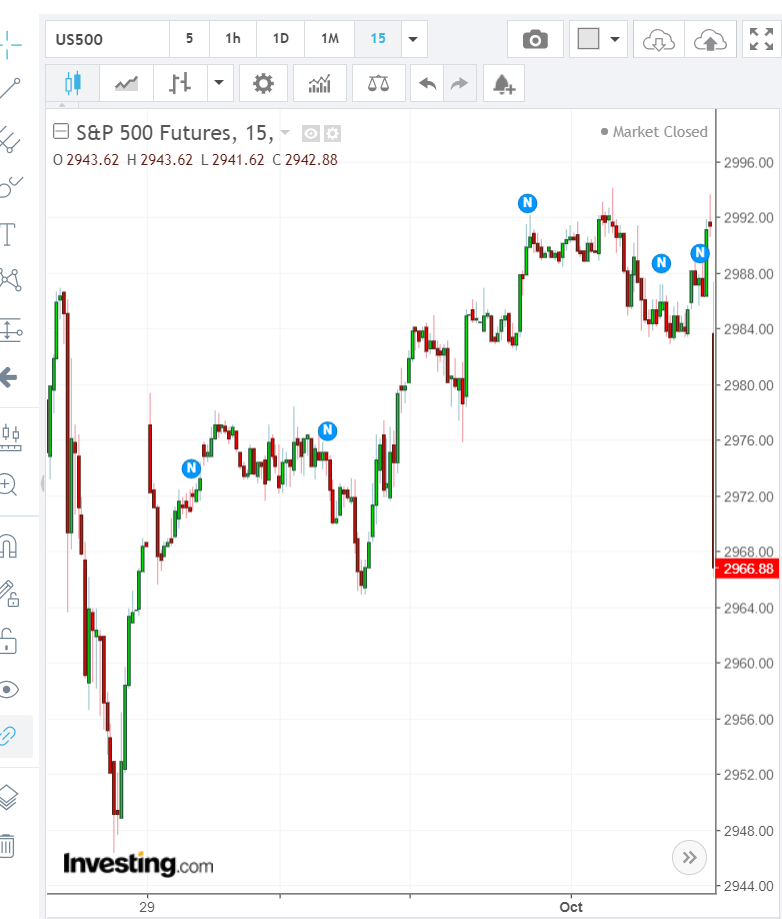 US500 5 1h 1D 1M 15
S&P 500 Futures, 15,
Market Closed
O 2943.62 H 2943.62 L 2941.62 C 2942.88
2996.00
N
2992.00
N
N
2988.00
2984.00
2980.00
N
2976.00
N
2972.00
2968.00
2966.88
2964.00
2960.00
2956.00
2952.00
2948.00
Investing.com
2944.00
29 Oct